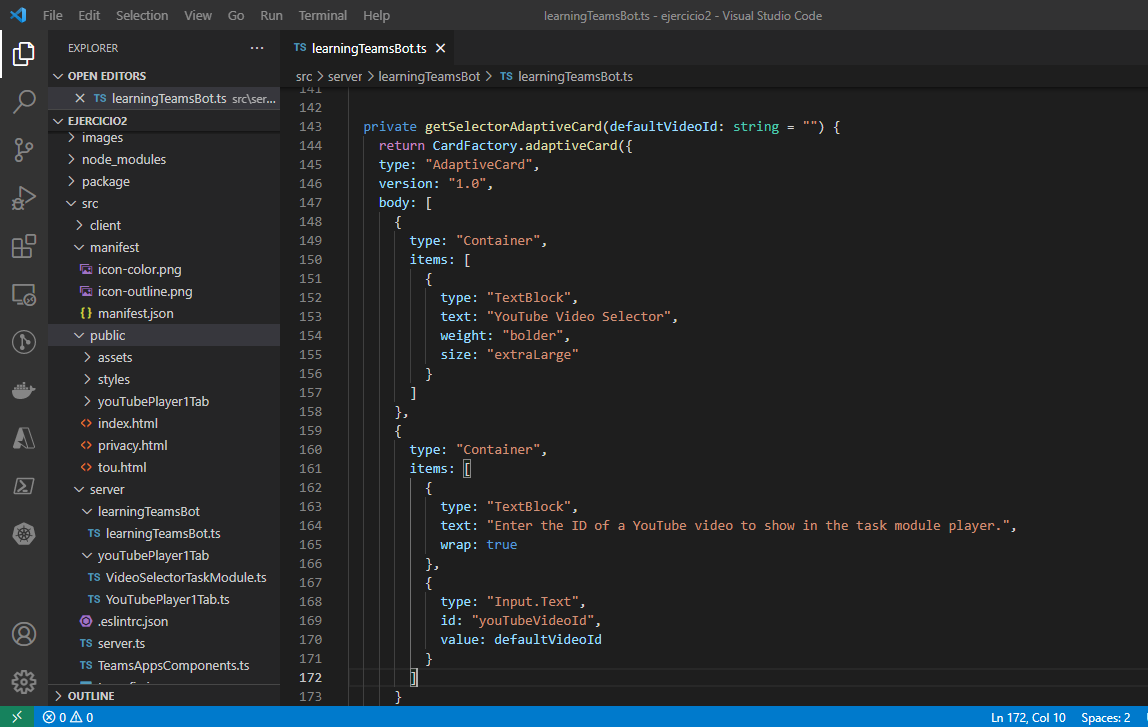 File Edit Selection View Go Run Terminal Help learningTeamsBot.ts - ejercicio2 - Visual Studio Code
EXPLORER ...
OPEN EDITORS
TS learningTeamsBot.ts src\ser...
EJERCICIO2
images
node_modules
package
src
client
manifest
icon-color.png
icon-outline.png
{} manifest.json
public
assets
styles
youTubePlayer1Tab
<> index.html
<> privacy.html
<> tou.html
server
learningTeamsBot
TS learningTeamsBot.ts
youTubePlayer1Tab
TS VideoSelectorTaskModule.ts
TS YouTubePlayer1Tab.ts
.eslintrc.json
TS server.ts
TS TeamsAppsComponents.ts
OUTLINE
TS learningTeamsBot.ts
src > server > learningTeamsBot > TS learningTeamsBot.ts
141
142
143 private getSelectorAdaptiveCard(defaultVideoId: string = "") {
144 return CardFactory.adaptiveCard({
145 type: "AdaptiveCard",
146 version: "1.0",
147 body: [
148 {
149 type: "Container",
150 items: [
151 {
152 type: "TextBlock",
153 text: "YouTube Video Selector",
154 weight: "bolder",
155 size: "extraLarge"
156 }
157 ]
158 },
159 {
160 type: "Container",
161 items: [
162 {
163 type: "TextBlock",
164 text: "Enter the ID of a YouTube video to show in the task module player.",
165 wrap: true
166 },
167 {
168 type: "Input.Text",
169 id: "youTubeVideoId",
170 value: defaultVideoId
171 }
172 ]
173 }
0 0 Ln 172, Col 10 Spaces: 2